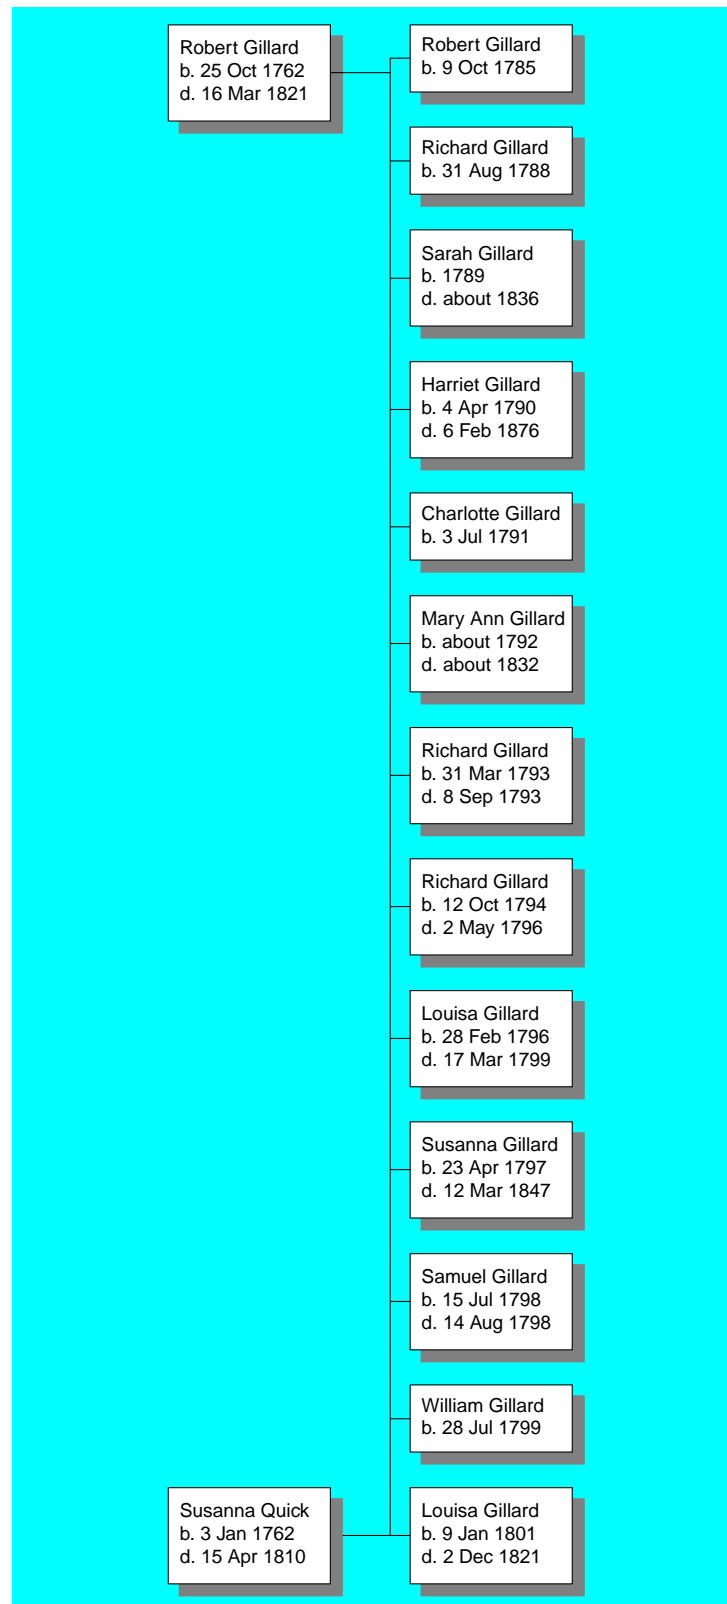 Robert Gillard
b. 25 Oct 1762
d. 16 Mar 1821
Robert Gillard
b. 9 Oct 1785
Richard Gillard
b. 31 Aug 1788
Sarah Gillard
b. 1789
d. about 1836
Harriet Gillard
b. 4 Apr 1790
d. 6 Feb 1876
Charlotte Gillard
b. 3 Jul 1791
Mary Ann Gillard
b. about 1792
d. about 1832
Richard Gillard
b. 31 Mar 1793
d. 8 Sep 1793
Richard Gillard
b. 12 Oct 1794
d. 2 May 1796
Louisa Gillard
b. 28 Feb 1796
d. 17 Mar 1799
Susanna Gillard
b. 23 Apr 1797
d. 12 Mar 1847
Samuel Gillard
b. 15 Jul 1798
d. 14 Aug 1798
William Gillard
b. 28 Jul 1799
Susanna Quick
b. 3 Jan 1762
d. 15 Apr 1810
Louisa Gillard
b. 9 Jan 1801
d. 2 Dec 1821